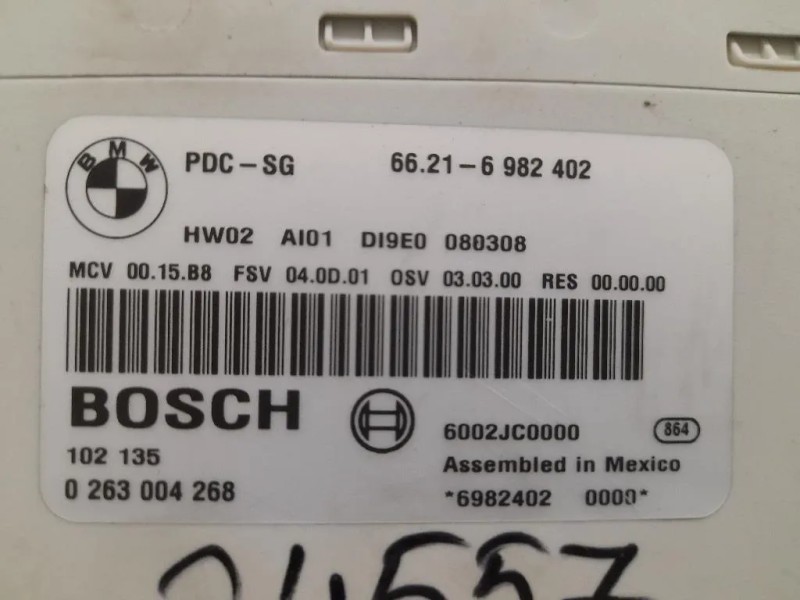 BMW PDC-SG 66.21-6 982 402
HW02 AI01 DI9E0 080308
MCV 00.15.B8 FSV 04.0D.01 OSV 03.03.00 RES 00.00.00
BOSCH
6002JC0000 864
102 135
Assembled in Mexico
0 263 004 268
*6982402 0000*